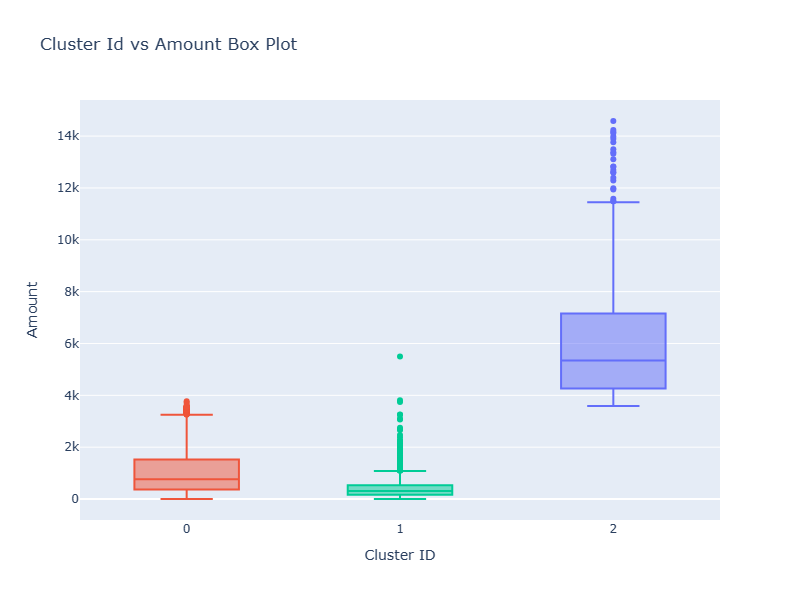 Cluster Id vs Amount Box Plot
14k
12k
10k
8k
6k
4k
2k
0
Amount
0 1 2
Cluster ID